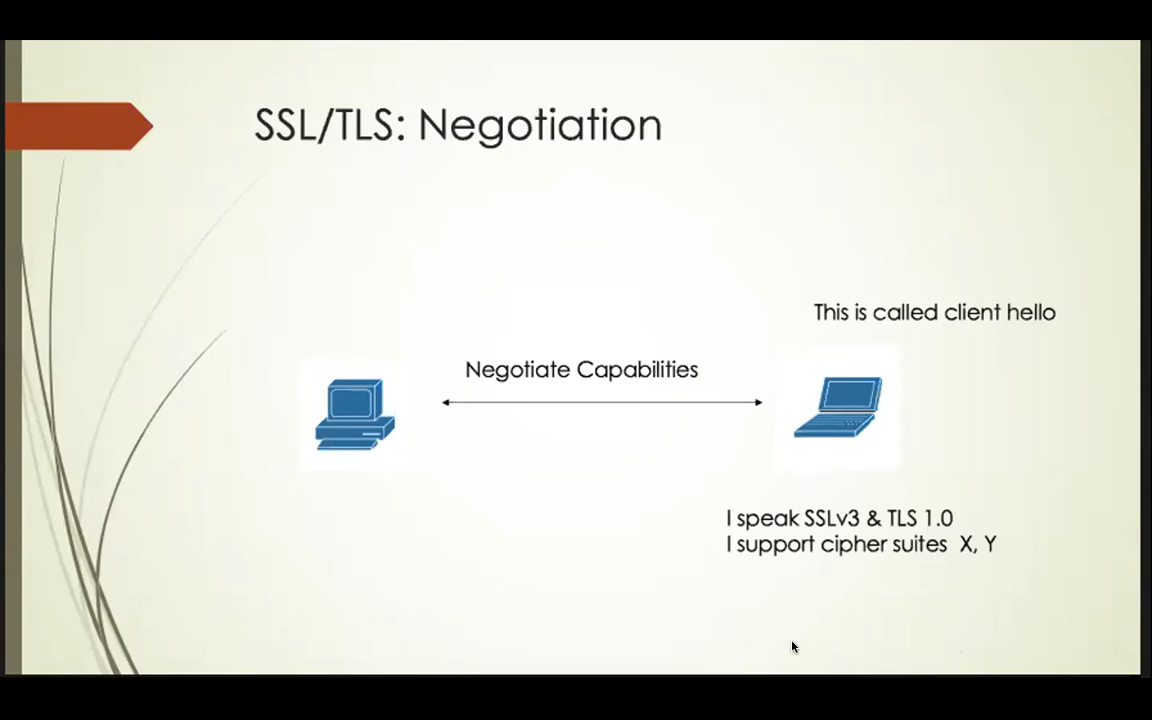 SSL/TLS: Negotiation
This is called client hello
Negotiate Capabilities
I speak SSLv3 & TLS 1.0
I support cipher suites X, Y